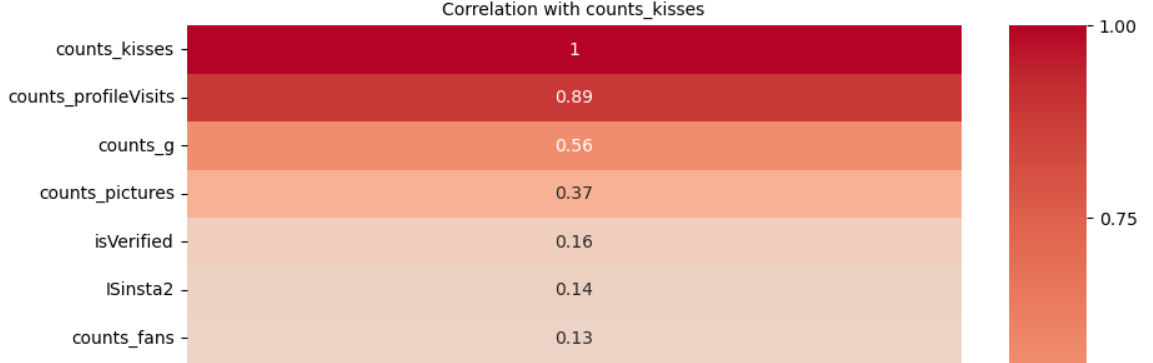 Correlation with counts_kisses
counts_kisses 1
counts_profileVisits 0.89
counts_g 0.56
counts_pictures 0.37
isVerified 0.16
ISinsta2 0.14
counts_fans 0.13
1.00
0.75